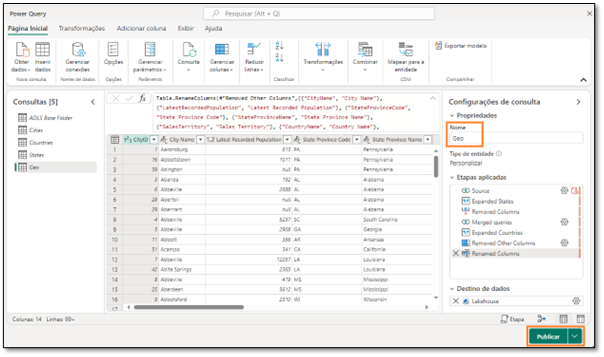 Power Query
Pesquisar (Alt + Q)
Página Inicial Transformações Adicionar coluna Exibir Ajuda
Obter dados Inserir dados Gerenciar conexões Opções Gerenciar parâmetros Consulta Gerenciar colunas Reduzir linhas Transformações Combinar Mapear para a entidade Exportar modelo
Nova consulta Fontes de dados Opções Parâmetros Classificar CDM Compartilhar
Consultas [5]
ADLS Base Folder
Cities
Countries
States
Geo
Table.RenameColumns(#"Removed Other Columns",{{"CityName", "City Name"},
{"LatestRecordedPopulation", "Latest Recorded Population"}, {"StateProvinceCode",
"State Province Code"}, {"StateProvinceName", "State Province Name"},
{"SalesTerritory", "Sales Territory"}, {"CountryName", "Country Name"},
CityID City Name Latest Recorded Population State Province Code State Province Name
1 1 Aaronsburg 613 PA Pennsylvania
2 16 Abbottstown 1011 PA Pennsylvania
3 39 Abington null PA Pennsylvania
4 3 Abanda 192 AL Alabama
5 8 Abbeville 2688 AL Alabama
6 28 Aberfoil null AL Alabama
7 29 Abernant null AL Alabama
8 4 Abbeville 5237 SC South Carolina
9 5 Abbeville 2908 GA Georgia
10 11 Abbott 356 AR Arkansas
11 51 Acampo 341 CA California
12 7 Abbeville 12257 LA Louisiana
13 42 Abita Springs 2365 LA Louisiana
14 6 Abbeville 419 MS Mississippi
15 25 Aberdeen 5612 MS Mississippi
16 9 Abbotsford 2310 WI Wisconsin
Colunas: 14 Linhas: 99+
Configurações de consulta
Propriedades
Nome
Geo
Tipo de entidade
Personalizar
Etapas aplicadas
Source
Expanded States
Removed Columns
Merged queries
Expanded Countries
Removed Other Columns
Renamed Columns
Destino de dados
Lakehouse
Etapa
Publicar